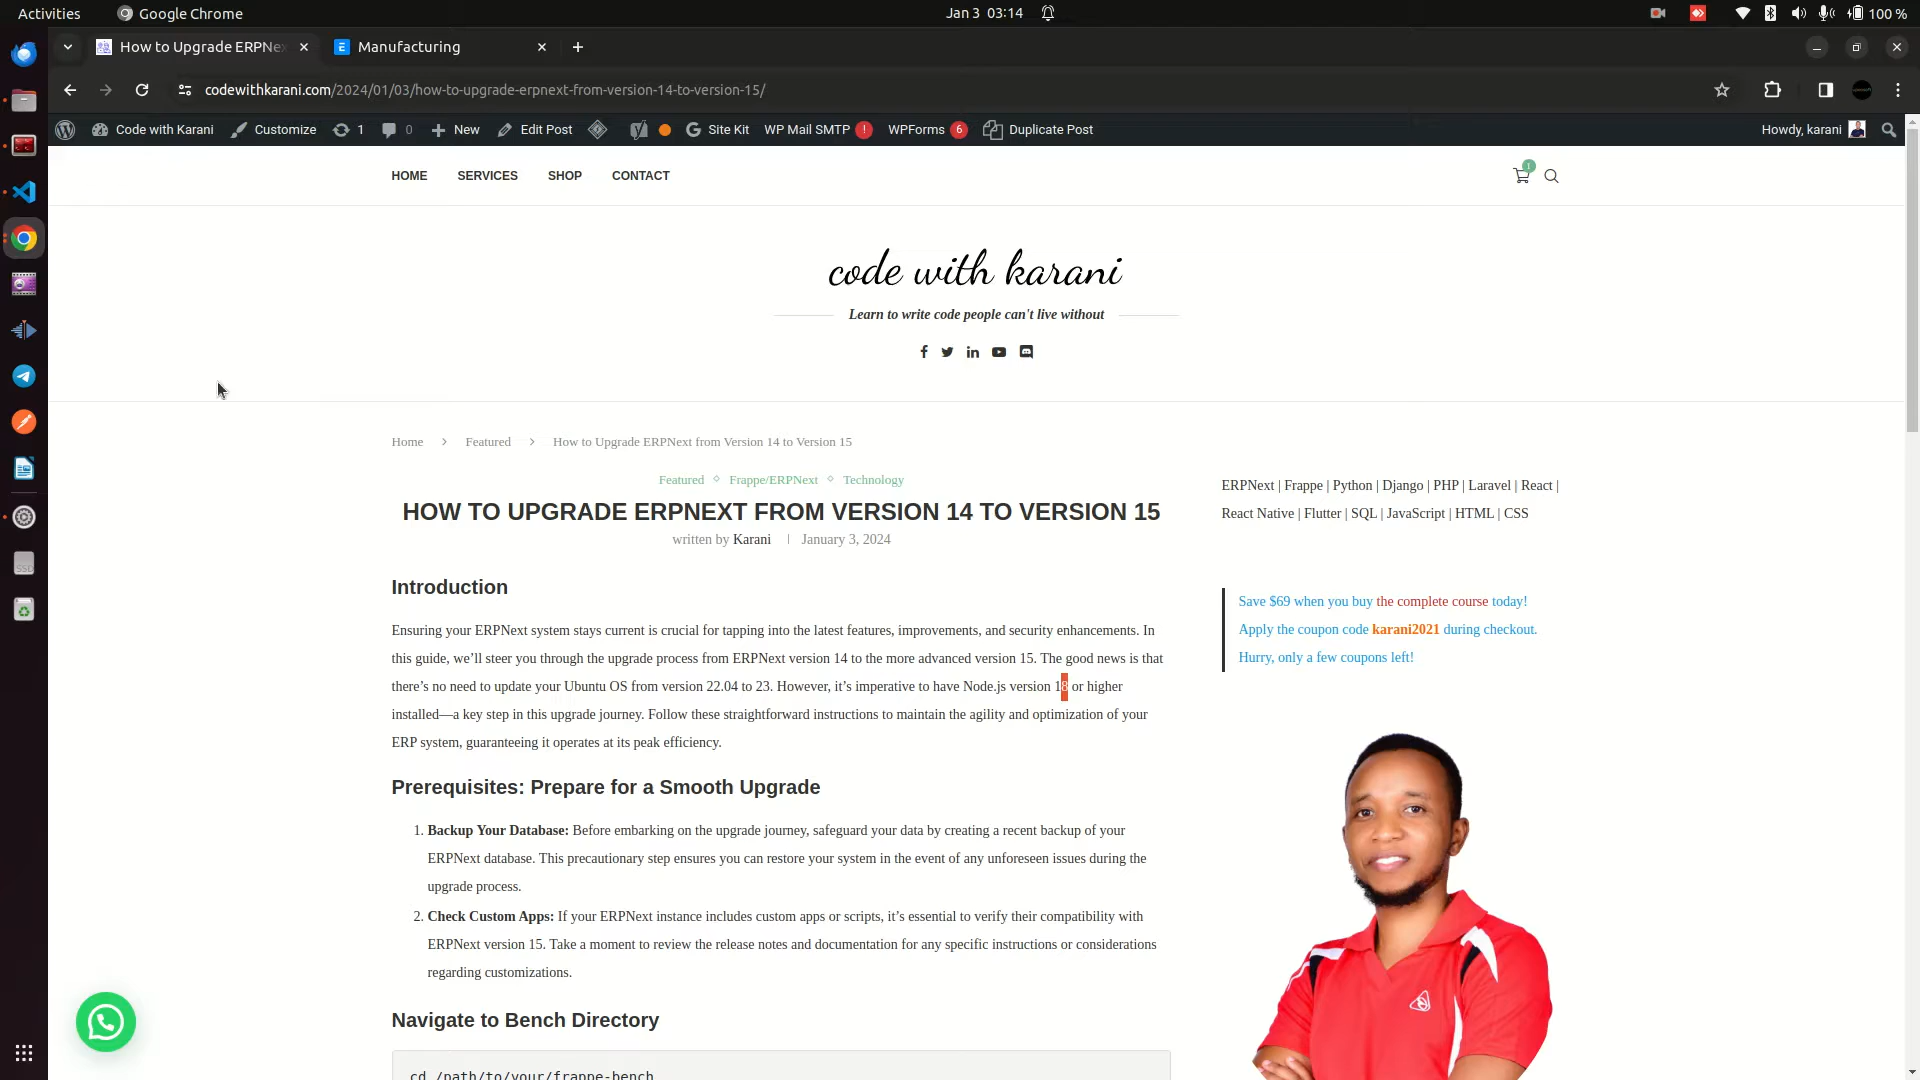 Activities
Google Chrome
Jan 3 03:14
100 %
How to Upgrade ERPNe
Manufacturing
codewithkarani.com/2024/01/03/how-to-upgrade-erpnext-from-version-14-to-version-15/
Code with Karani
Customize
1
0
New
Edit Post
Site Kit
WP Mail SMTP !
WPForms 6
Duplicate Post
Howdy, karani
HOME
SERVICES
SHOP
CONTACT
1
code with karani
Learn to write code people can't live without
Home > Featured > How to Upgrade ERPNext from Version 14 to Version 15
Featured ◇ Frappe/ERPNext ◇ Technology
HOW TO UPGRADE ERPNEXT FROM VERSION 14 TO VERSION 15
written by Karani | January 3, 2024
Introduction
Ensuring your ERPNext system stays current is crucial for tapping into the latest features, improvements, and security enhancements. In
this guide, we’ll steer you through the upgrade process from ERPNext version 14 to the more advanced version 15. The good news is that
there’s no need to update your Ubuntu OS from version 22.04 to 23. However, it’s imperative to have Node.js version 18 or higher
installed—a key step in this upgrade journey. Follow these straightforward instructions to maintain the agility and optimization of your
ERP system, guaranteeing it operates at its peak efficiency.
Prerequisites: Prepare for a Smooth Upgrade
1. Backup Your Database: Before embarking on the upgrade journey, safeguard your data by creating a recent backup of your
ERPNext database. This precautionary step ensures you can restore your system in the event of any unforeseen issues during the
upgrade process.
2. Check Custom Apps: If your ERPNext instance includes custom apps or scripts, it’s essential to verify their compatibility with
ERPNext version 15. Take a moment to review the release notes and documentation for any specific instructions or considerations
regarding customizations.
Navigate to Bench Directory
cd /path/to/your/frappe-bench
ERPNext | Frappe | Python | Django | PHP | Laravel | React |
React Native | Flutter | SQL | JavaScript | HTML | CSS
Save $69 when you buy the complete course today!
Apply the coupon code karani2021 during checkout.
Hurry, only a few coupons left!